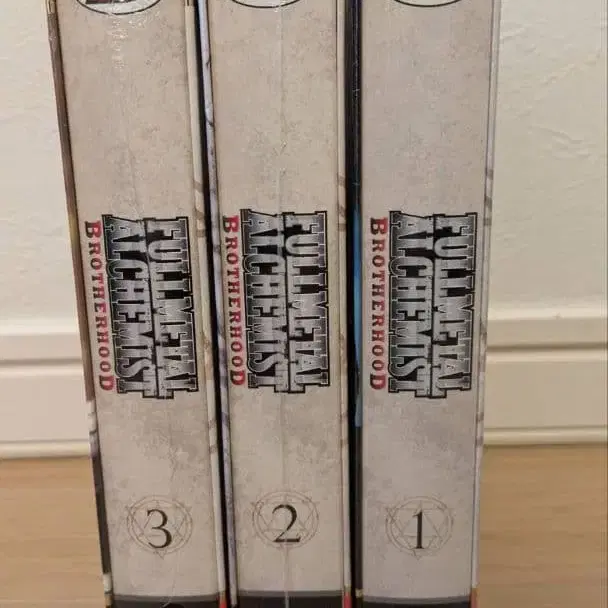 FULLMETAL
ALCHEMIST
BROTHERHOOD
3
FULLMETAL
ALCHEMIST
BROTHERHOOD
2
FULLMETAL
ALCHEMIST
BROTHERHOOD
1